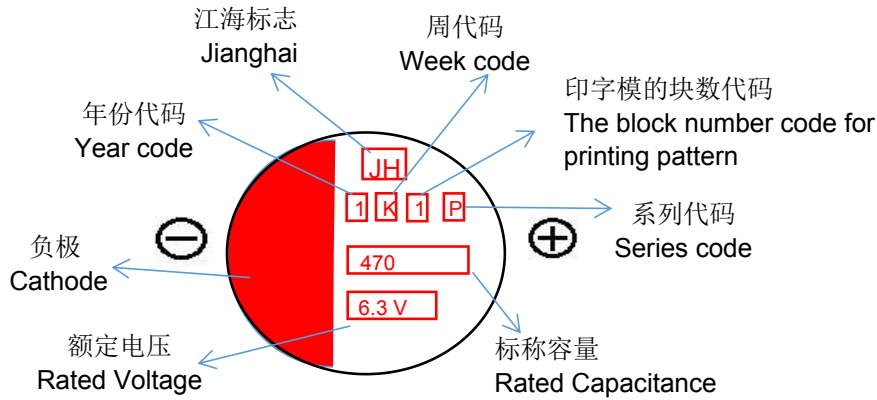 江海标志
Jianghai
周代码
Week code
印字模的块数代码
The block number code for
printing pattern
年份代码
Year code
JH
1 K 1 P
系列代码
Series code
负极
Cathode
470
6.3 V
额定电压
Rated Voltage
标称容量
Rated Capacitance